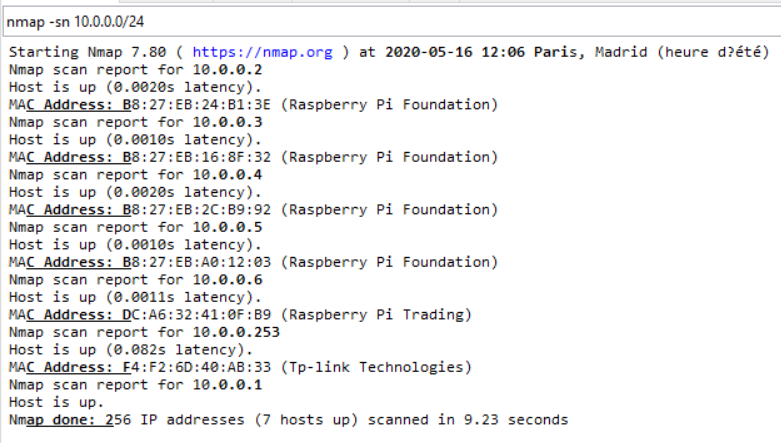 nmap -sn 10.0.0.0/24
Starting Nmap 7.80 ( https://nmap.org ) at 2020-05-16 12:06 Paris, Madrid (heure d?été)
Nmap scan report for 10.0.0.2
Host is up (0.0020s latency).
MAC Address: B8:27:EB:24:B1:3E (Raspberry Pi Foundation)
Nmap scan report for 10.0.0.3
Host is up (0.0010s latency).
MAC Address: B8:27:EB:16:8F:32 (Raspberry Pi Foundation)
Nmap scan report for 10.0.0.4
Host is up (0.0020s latency).
MAC Address: B8:27:EB:2C:B9:92 (Raspberry Pi Foundation)
Nmap scan report for 10.0.0.5
Host is up (0.0010s latency).
MAC Address: B8:27:EB:A0:12:03 (Raspberry Pi Foundation)
Nmap scan report for 10.0.0.6
Host is up (0.0011s latency).
MAC Address: DC:A6:32:41:0F:B9 (Raspberry Pi Trading)
Nmap scan report for 10.0.0.253
Host is up (0.082s latency).
MAC Address: F4:F2:6D:40:AB:33 (Tp-link Technologies)
Nmap scan report for 10.0.0.1
Host is up.
Nmap done: 256 IP addresses (7 hosts up) scanned in 9.23 seconds